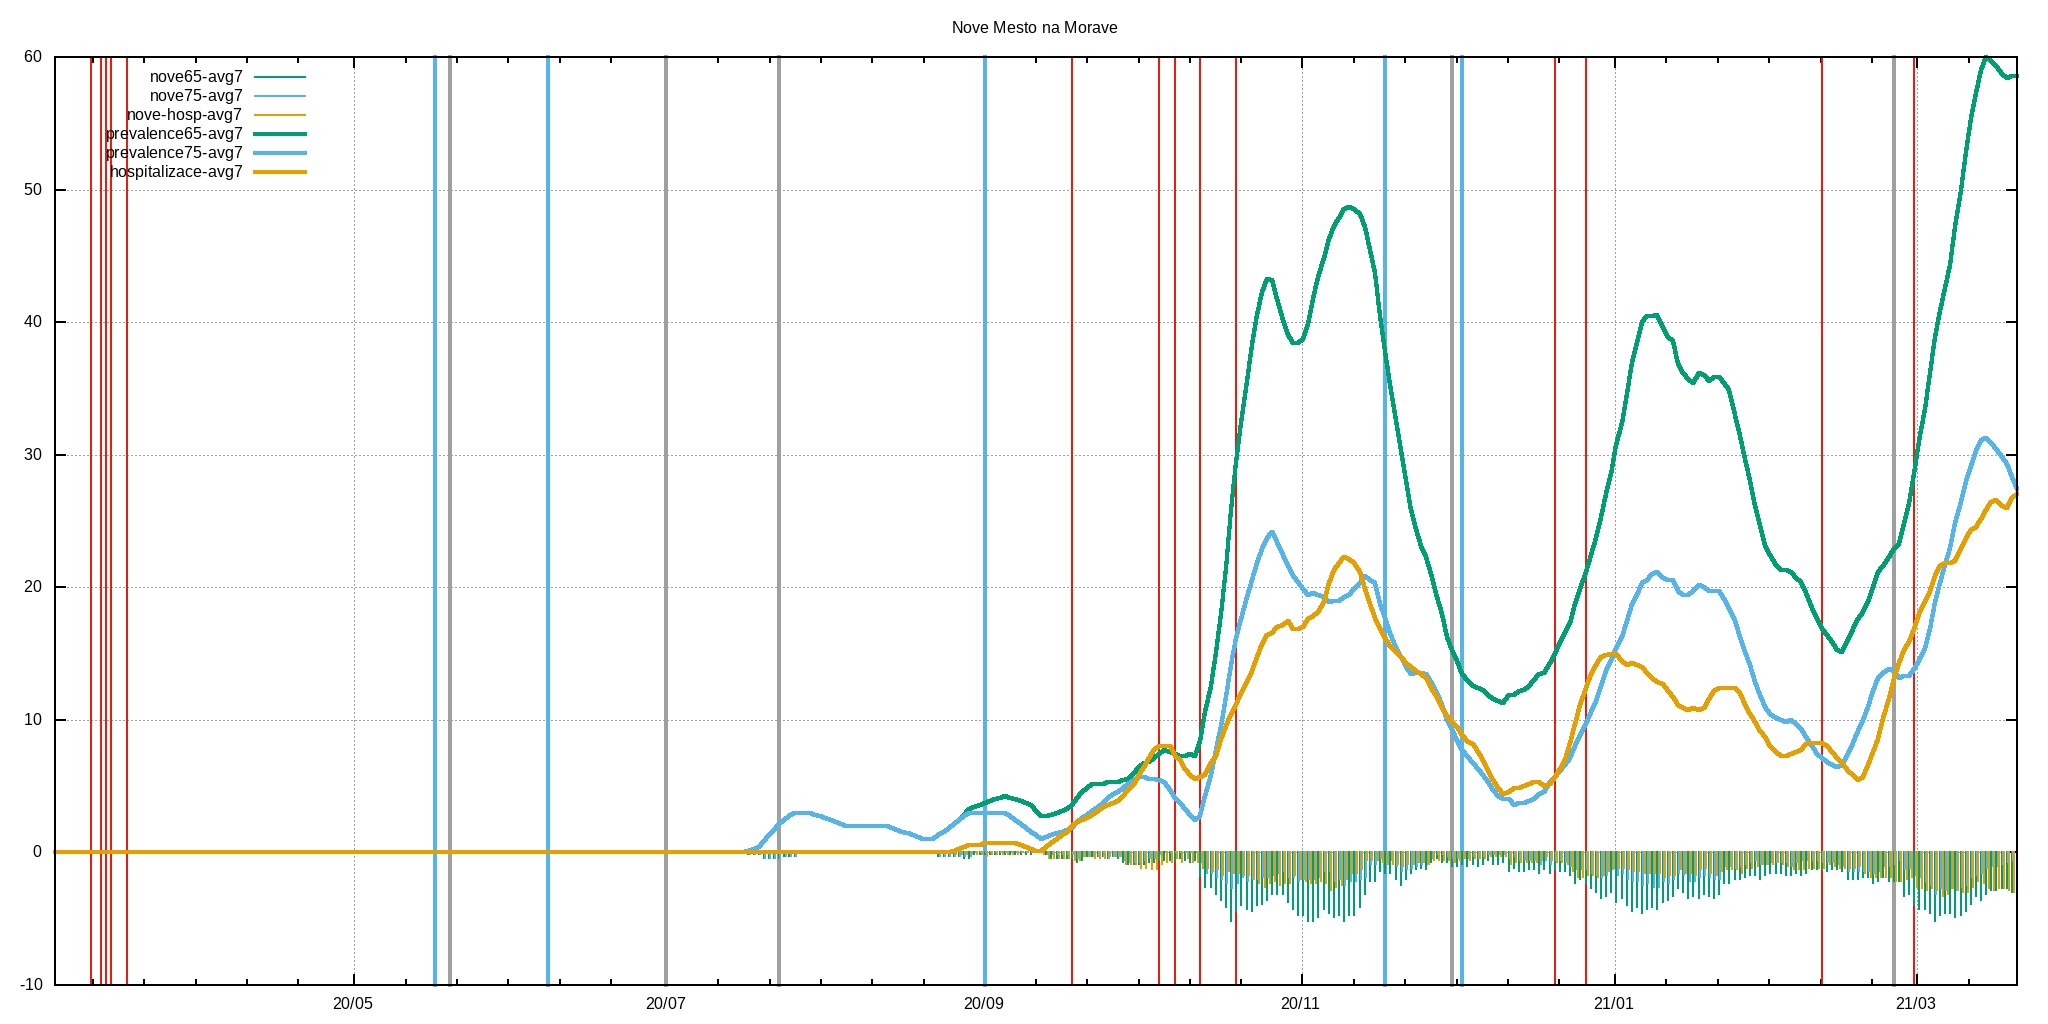 Nove Mesto na Morave
60
50
40
30
20
10
0
-10
nove65-avg7
nove75-avg7
nove-hosp-avg7
prevalence65-avg7
prevalence75-avg7
hospitalizace-avg7
20/05 20/07 20/09 20/11 21/01 21/03